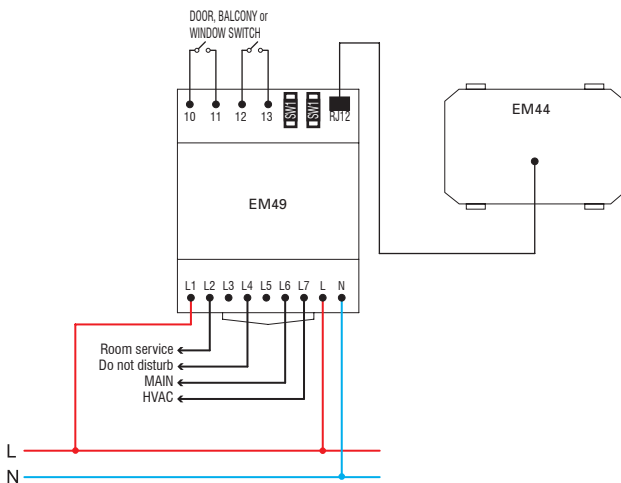 DOOR, BALCONY or
WINDOW SWITCH
10 11 12 13 SW1 SW1 RJ12
EM44
EM49
L1 L2 L3 L4 L5 L6 L7 L N
Room service
Do not disturb
MAIN
HVAC
L
N